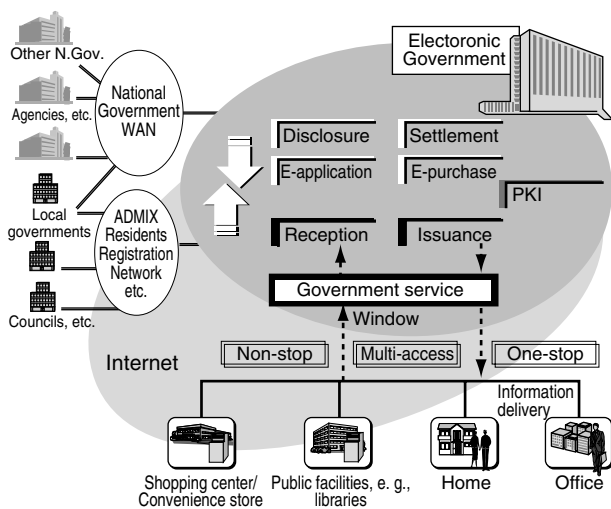 Other N.Gov.
Agencies, etc.
Local
governments
Councils, etc.
National
Government
WAN
ADMIX
Residents
Registration
Network
etc.
Electoronic
Government
Disclosure
Settlement
E-application
E-purchase
PKI
Reception
Issuance
Government service
Window
Internet
Non-stop
Multi-access
One-stop
Information
delivery
Shopping center/
Convenience store
Public facilities, e. g.,
libraries
Home
Office